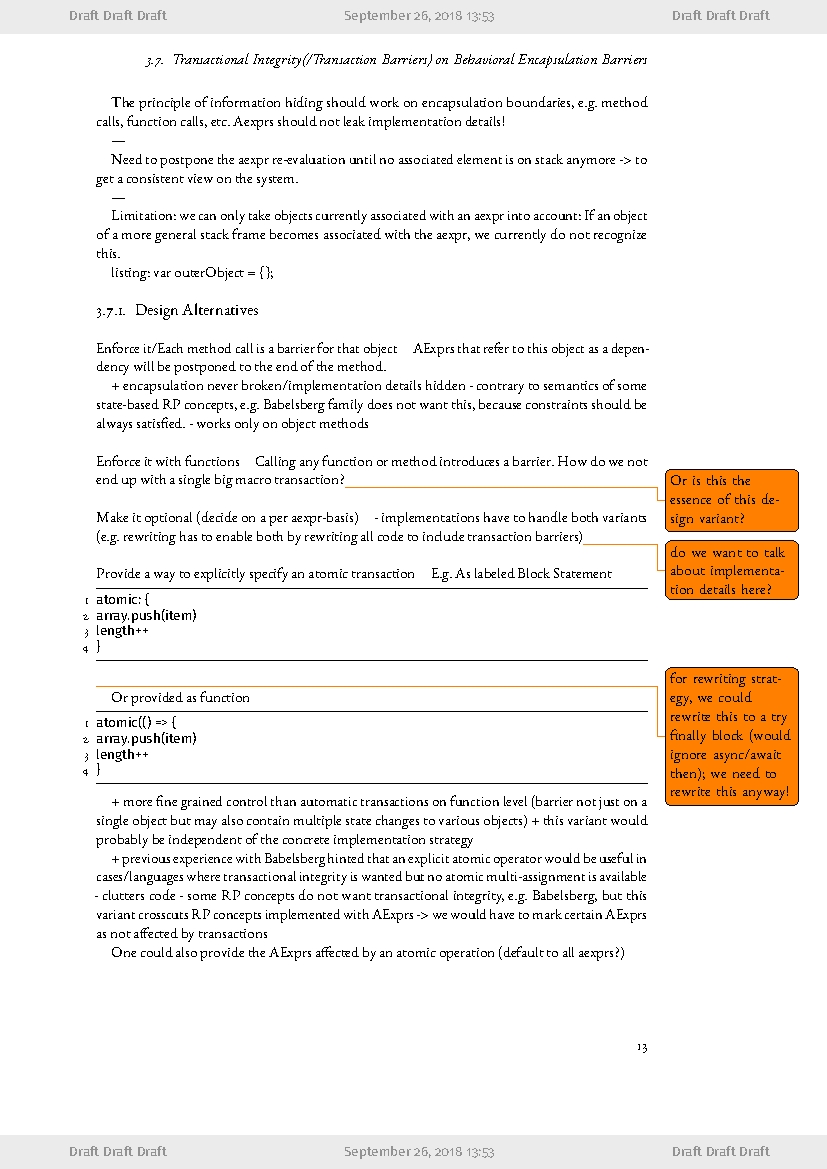 Draft Draft Draft September 26, 2018 13:53 Draft Draft Draft
3.7. Transactional Integrity(/Transaction Barriers) on Behavioral Encapsulation Barriers
The principle of information hiding should work on encapsulation boundaries, e.g. method
calls, function calls, etc. Aexprs should not leak implementation details!
—
Need to postpone the aexpr re-evaluation until no associated element is on stack anymore -> to
get a consistent view on the system.
—
Limitation: we can only take objects currently associated with an aexpr into account: If an object
of a more general stack frame becomes associated with the aexpr, we currently do not recognize
this.
listing: var outerObject = {};
3.7.1. Design Alternatives
Enforce it/Each method call is a barrier for that object AExprs that refer to this object as a depen-
dency will be postponed to the end of the method.
+ encapsulation never broken/implementation details hidden - contrary to semantics of some
state-based RP concepts, e.g. Babelsberg family does not want this, because constraints should be
always satisfied. - works only on object methods
Enforce it with functions Calling any function or method introduces a barrier. How do we not
end up with a single big macro transaction?
Or is this the
essence of this de-
sign variant?
Make it optional (decide on a per aexpr-basis) - implementations have to handle both variants
(e.g. rewriting has to enable both by rewriting all code to include transaction barriers)
do we want to talk
about implementa-
tion details here?
Provide a way to explicitly specify an atomic transaction E.g. As labeled Block Statement
1 atomic: {
2 array.push(item)
3 length++
4 }
for rewriting strat-
egy, we could
rewrite this to a try
finally block (would
ignore async/await
then); we need to
rewrite this anyway!
Or provided as function
1 atomic(() => {
2 array.push(item)
3 length++
4 }
+ more fine grained control than automatic transactions on function level (barrier not just on a
single object but may also contain multiple state changes to various objects) + this variant would
probably be independent of the concrete implementation strategy
+ previous experience with Babelsberg hinted that an explicit atomic operator would be useful in
cases/languages where transactional integrity is wanted but no atomic multi-assignment is available
- clutters code - some RP concepts do not want transactional integrity, e.g. Babelsberg, but this
variant crosscuts RP concepts implemented with AExprs -> we would have to mark certain AExprs
as not affected by transactions
One could also provide the AExprs affected by an atomic operation (default to all aexprs?)
13
Draft Draft Draft September 26, 2018 13:53 Draft Draft Draft